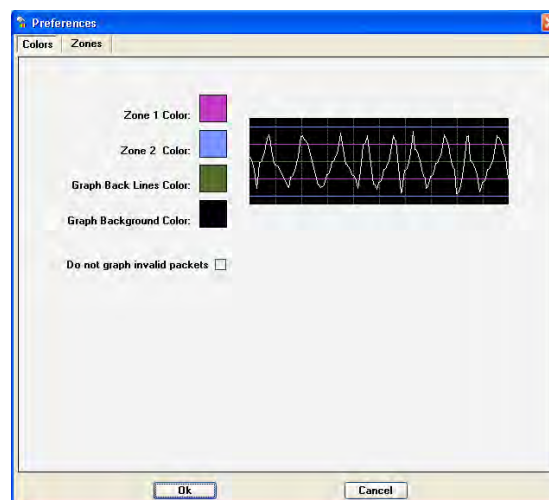 Preferences
Colors Zones
Zone 1 Color:
Zone 2 Color:
Graph Back Lines Color:
Graph Background Color:
Do not graph invalid packets
Ok Cancel